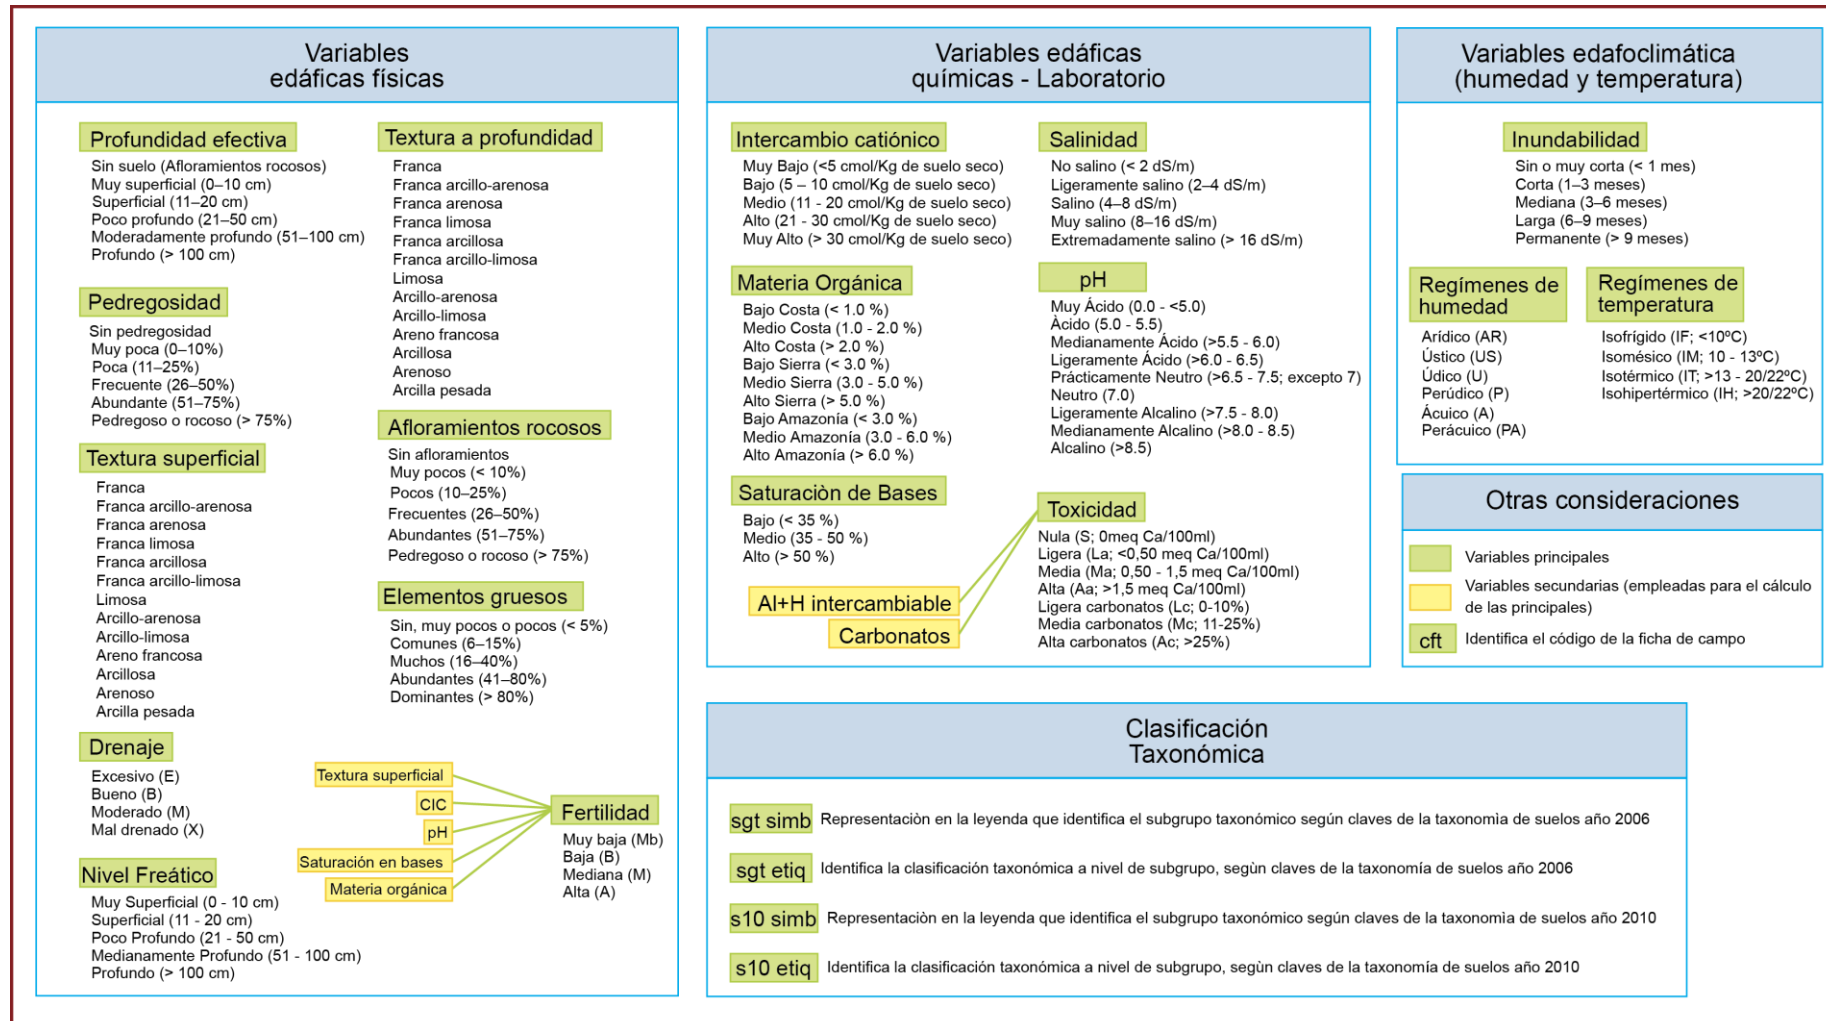 Variables
edáficas físicas
Profundidad efectiva
Sin suelo (Afloramientos rocosos)
Muy superficial (0–10 cm)
Superficial (11–20 cm)
Poco profundo (21–50 cm)
Moderadamente profundo (51–100 cm)
Profundo (> 100 cm)
Pedregosidad
Sin pedregosidad
Muy poca (0–10%)
Poca (11–25%)
Frecuente (26–50%)
Abundante (51–75%)
Pedregoso o rocoso (> 75%)
Textura superficial
Franca
Franca arcillo-arenosa
Franca arenosa
Franca limosa
Franca arcillosa
Franca arcillo-limosa
Limosa
Arcillo-arenosa
Arcillo-limosa
Areno francosa
Arcillosa
Arenoso
Arcilla pesada
Drenaje
Excesivo (E)
Bueno (B)
Moderado (M)
Mal drenado (X)
Nivel Freático
Muy Superficial (0 - 10 cm)
Superficial (11 - 20 cm)
Poco Profundo (21 - 50 cm)
Medianamente Profundo (51 - 100 cm)
Profundo (> 100 cm)
Textura a profundidad
Franca
Franca arcillo-arenosa
Franca arenosa
Franca limosa
Franca arcillosa
Franca arcillo-limosa
Limosa
Arcillo-arenosa
Arcillo-limosa
Areno francosa
Arcillosa
Arenoso
Arcilla pesada
Afloramientos rocosos
Sin afloramientos
Muy pocos (< 10%)
Pocos (10–25%)
Frecuentes (26–50%)
Abundantes (51–75%)
Pedregoso o rocoso (> 75%)
Elementos gruesos
Sin, muy pocos o pocos (< 5%)
Comunes (6–15%)
Muchos (16–40%)
Abundantes (41–80%)
Dominantes (> 80%)
Textura superficial
CIC
pH
Saturación en bases
Materia orgánica
Fertilidad
Muy baja (Mb)
Baja (B)
Mediana (M)
Alta (A)
Variables edáficas
químicas - Laboratorio
Intercambio catiónico
Muy Bajo (<5 cmol/Kg de suelo seco)
Bajo (5 – 10 cmol/Kg de suelo seco)
Medio (11 - 20 cmol/Kg de suelo seco)
Alto (21 - 30 cmol/Kg de suelo seco)
Muy Alto (> 30 cmol/Kg de suelo seco)
Materia Orgánica
Bajo Costa (< 1.0 %)
Medio Costa (1.0 - 2.0 %)
Alto Costa (> 2.0 %)
Bajo Sierra (< 3.0 %)
Medio Sierra (3.0 - 5.0 %)
Alto Sierra (> 5.0 %)
Bajo Amazonía (< 3.0 %)
Medio Amazonía (3.0 - 6.0 %)
Alto Amazonía (> 6.0 %)
Saturaciòn de Bases
Bajo (< 35 %)
Medio (35 - 50 %)
Alto (> 50 %)
Al+H intercambiable
Carbonatos
Salinidad
No salino (< 2 dS/m)
Ligeramente salino (2–4 dS/m)
Salino (4–8 dS/m)
Muy salino (8–16 dS/m)
Extremadamente salino (> 16 dS/m)
pH
Muy Ácido (0.0 - <5.0)
Àcido (5.0 - 5.5)
Medianamente Ácido (>5.5 - 6.0)
Ligeramente Ácido (>6.0 - 6.5)
Prácticamente Neutro (>6.5 - 7.5; excepto 7)
Neutro (7.0)
Ligeramente Alcalino (>7.5 - 8.0)
Medianamente Alcalino (>8.0 - 8.5)
Alcalino (>8.5)
Toxicidad
Nula (S; 0meq Ca/100ml)
Ligera (La; <0,50 meq Ca/100ml)
Media (Ma; 0,50 - 1,5 meq Ca/100ml)
Alta (Aa; >1,5 meq Ca/100ml)
Ligera carbonatos (Lc; 0-10%)
Media carbonatos (Mc; 11-25%)
Alta carbonatos (Ac; >25%)
Variables edafoclimática
(humedad y temperatura)
Inundabilidad
Sin o muy corta (< 1 mes)
Corta (1–3 meses)
Mediana (3–6 meses)
Larga (6–9 meses)
Permanente (> 9 meses)
Regímenes de
humedad
Arídico (AR)
Ústico (US)
Údico (U)
Perúdico (P)
Ácuico (A)
Perácuico (PA)
Regímenes de
temperatura
Isofrígido (IF; <10ºC)
Isomésico (IM; 10 - 13ºC)
Isotérmico (IT; >13 - 20/22ºC)
Isohipertérmico (IH; >20/22ºC)
Otras consideraciones
Variables principales
Variables secundarias (empleadas para el cálculo
de las principales)
cft Identifica el código de la ficha de campo
Clasificación
Taxonómica
sgt simb Representaciòn en la leyenda que identifica el subgrupo taxonómico según claves de la taxonomìa de suelos año 2006
sgt etiq Identifica la clasificación taxonómica a nivel de subgrupo, segùn claves de la taxonomía de suelos año 2006
s10 simb Representaciòn en la leyenda que identifica el subgrupo taxonómico según claves de la taxonomìa de suelos año 2010
s10 etiq Identifica la clasificación taxonómica a nivel de subgrupo, segùn claves de la taxonomía de suelos año 2010